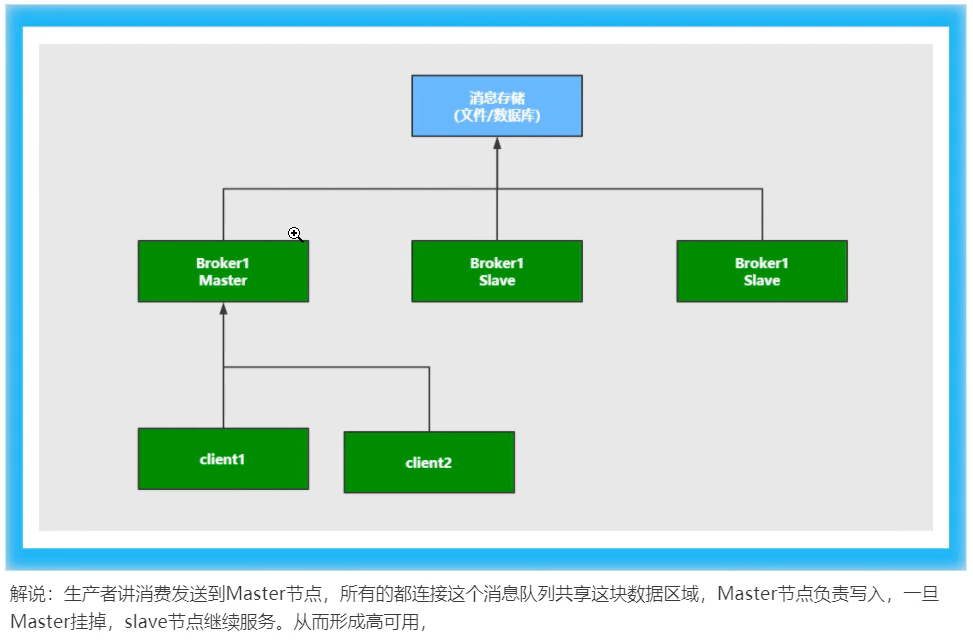 消息存储
(文件/数据库)
Broker1
Master
Broker1
Slave
Broker1
Slave
client1
client2
解说：生产者讲消费发送到Master节点，所有的都连接这个消息队列共享这块数据区域，Master节点负责写入，一旦
Master挂掉，slave节点继续服务。从而形成高可用，